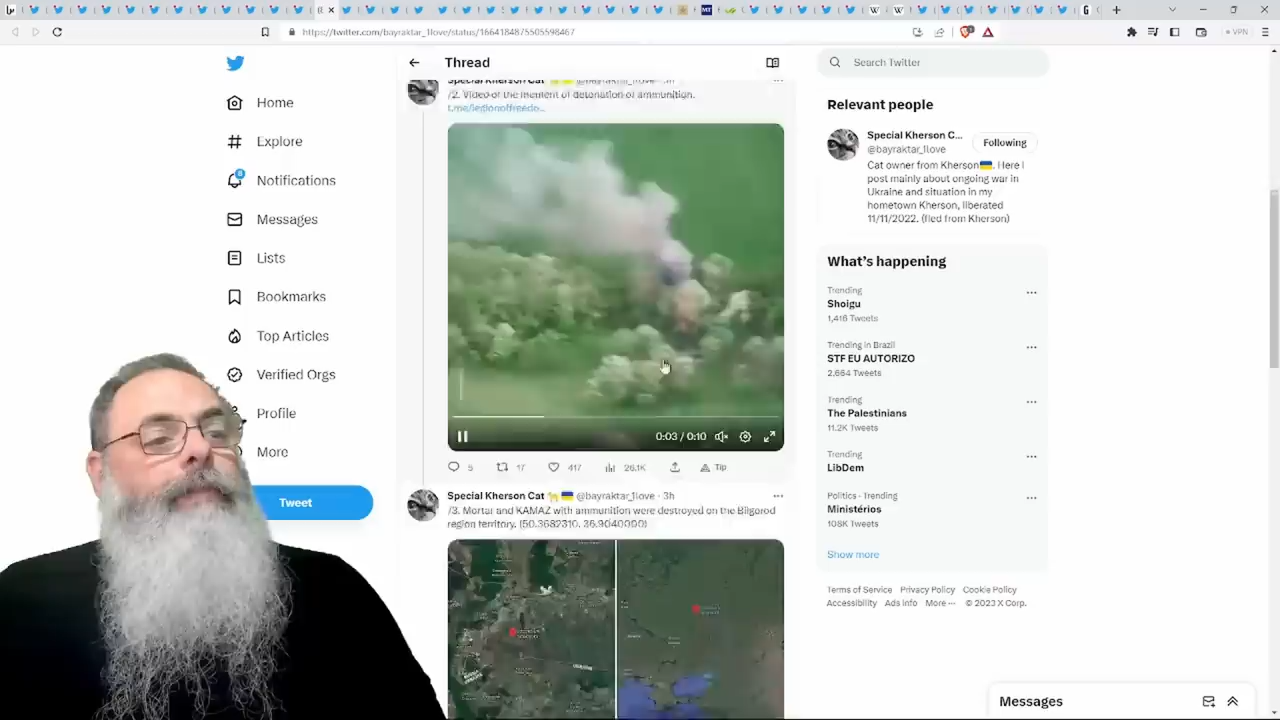 https://twitter.com/bayraktar_1love/status/1664184875505598467
VPN
Home
Explore
8
Notifications
Messages
Lists
Bookmarks
Top Articles
Verified Orgs
Profile
More
Tweet
Thread
Special Kherson Cat @bayraktar_1love
/2. Video of the moment of detonation of ammunition.
t.me/legionoffreedo…
0:03 / 0:10
5
17
417
26.1K
Tip
Special Kherson Cat @bayraktar_1love · 3h
/3. Mortar and KAMAZ with ammunition were destroyed on the Bilgorod
region territory.
Search Twitter
Relevant people
Special Kherson C...
@bayraktar_1love
Following
Cat owner from Kherson. Here I
post mainly about ongoing war in
Ukraine and situation in my
hometown Kherson, liberated
11/11/2022. (fled from Kherson)
What's happening
Trending
Shoigu
1,416 Tweets
Trending in Brazil
STF EU AUTORIZO
2,664 Tweets
Trending
The Palestinians
11.2K Tweets
Trending
LibDem
Politics · Trending
Ministérios
108K Tweets
Show more
Terms of Service Privacy Policy Cookie Policy
Accessibility Ads info More ··· © 2023 X Corp.
Messages